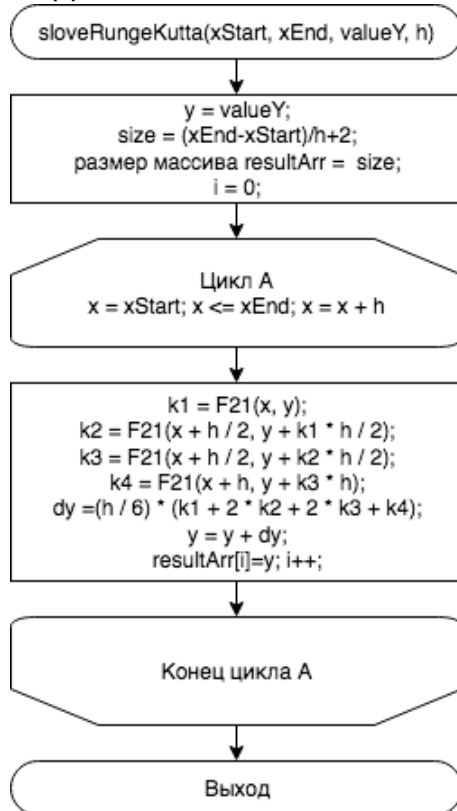 sloveRungeKutta(xStart, xEnd, valueY, h)
y = valueY;
size = (xEnd-xStart)/h+2;
размер массива resultArr = size;
i = 0;
Цикл А
x = xStart; x <= xEnd; x = x + h
k1 = F21(x, y);
k2 = F21(x + h / 2, y + k1 * h / 2);
k3 = F21(x + h / 2, y + k2 * h / 2);
k4 = F21(x + h, y + k3 * h);
dy =(h / 6) * (k1 + 2 * k2 + 2 * k3 + k4);
y = y + dy;
resultArr[i]=y; i++;
Конец цикла А
Выход